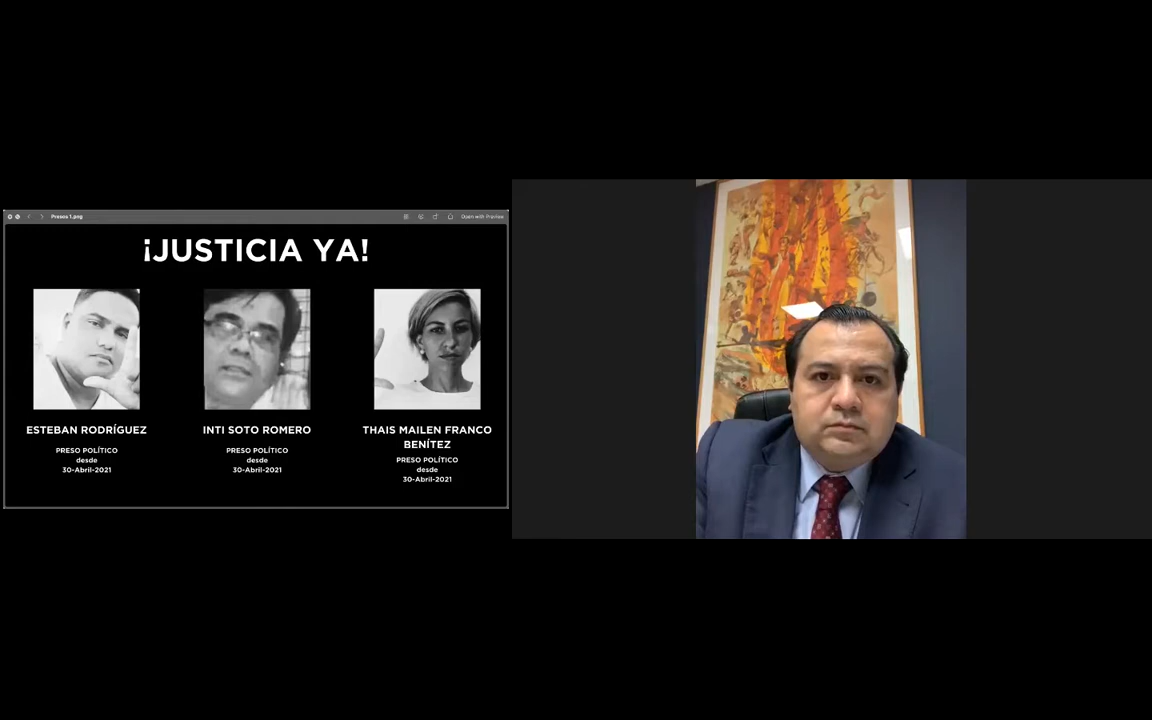 Presos 1.png
Open with Preview
¡JUSTICIA YA!
ESTEBAN RODRÍGUEZ
PRESO POLÍTICO
desde
30-Abril-2021
INTI SOTO ROMERO
PRESO POLÍTICO
desde
30-Abril-2021
THAIS MAILEN FRANCO
BENÍTEZ
PRESO POLÍTICO
desde
30-Abril-2021